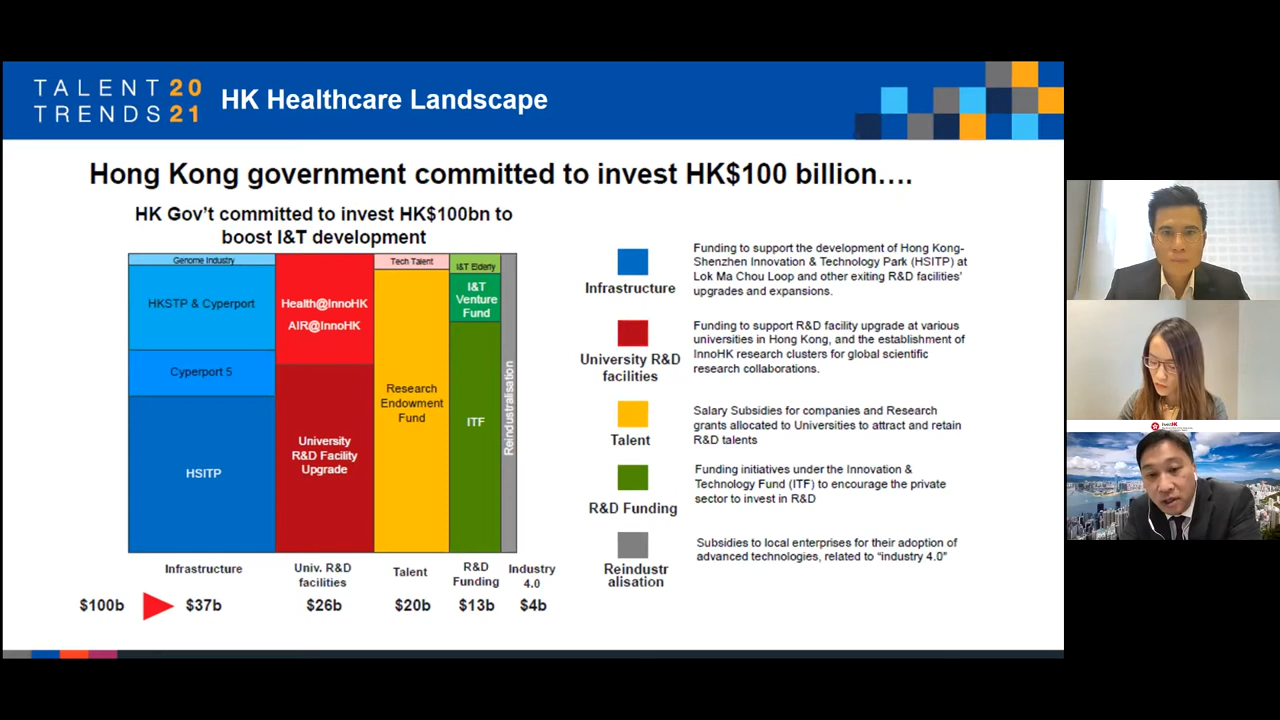 TALENT 20
TRENDS 21
HK Healthcare Landscape
Hong Kong government committed to invest HK$100 billion….
HK Gov't committed to invest HK$100bn to
boost I&T development
Genome Industry
HKSTP & Cyperport
Cyperport 5
HSITP
Health@InnoHK
AIR@InnoHK
University
R&D Facility
Upgrade
Tech Talent
Research
Endowment
Fund
I&T Elderly
I&T
Venture
Fund
ITF
Reindustralisation
Infrastructure
Univ. R&D
facilities
Talent
R&D
Funding
Industry
4.0
$100b
$37b
$26b
$20b
$13b
$4b
Infrastructure
Funding to support the development of Hong Kong-
Shenzhen Innovation & Technology Park (HSITP) at
Lok Ma Chou Loop and other exiting R&D facilities'
upgrades and expansions.
University R&D
facilities
Funding to support R&D facility upgrade at various
universities in Hong Kong, and the establishment of
InnoHK research clusters for global scientific
research collaborations.
Talent
Salary Subsidies for companies and Research
grants allocated to Universities to attract and retain
R&D talents
R&D Funding
Funding initiatives under the Innovation &
Technology Fund (ITF) to encourage the private
sector to invest in R&D
Reindustr
alisation
Subsidies to local enterprises for their adoption of
advanced technologies, related to "industry 4.0"